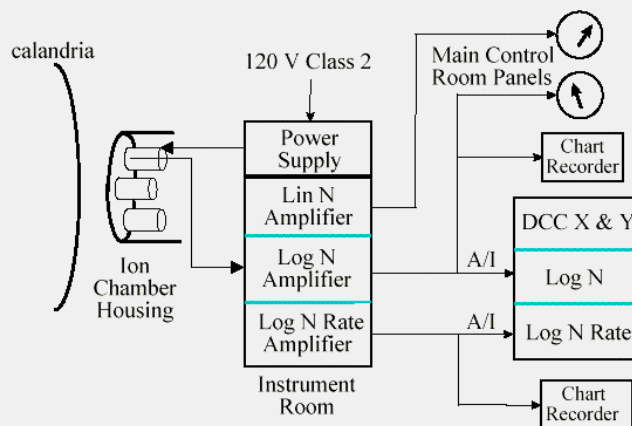 calandria
120 V Class 2
Main Control
Room Panels
Power
Supply
Chart
Recorder
Lin N
Amplifier
DCC X & Y
Ion
Chamber
Housing
Log N
Amplifier
A/I
Log N
Log N Rate
Amplifier
A/I
Log N Rate
Instrument
Room
Chart
Recorder